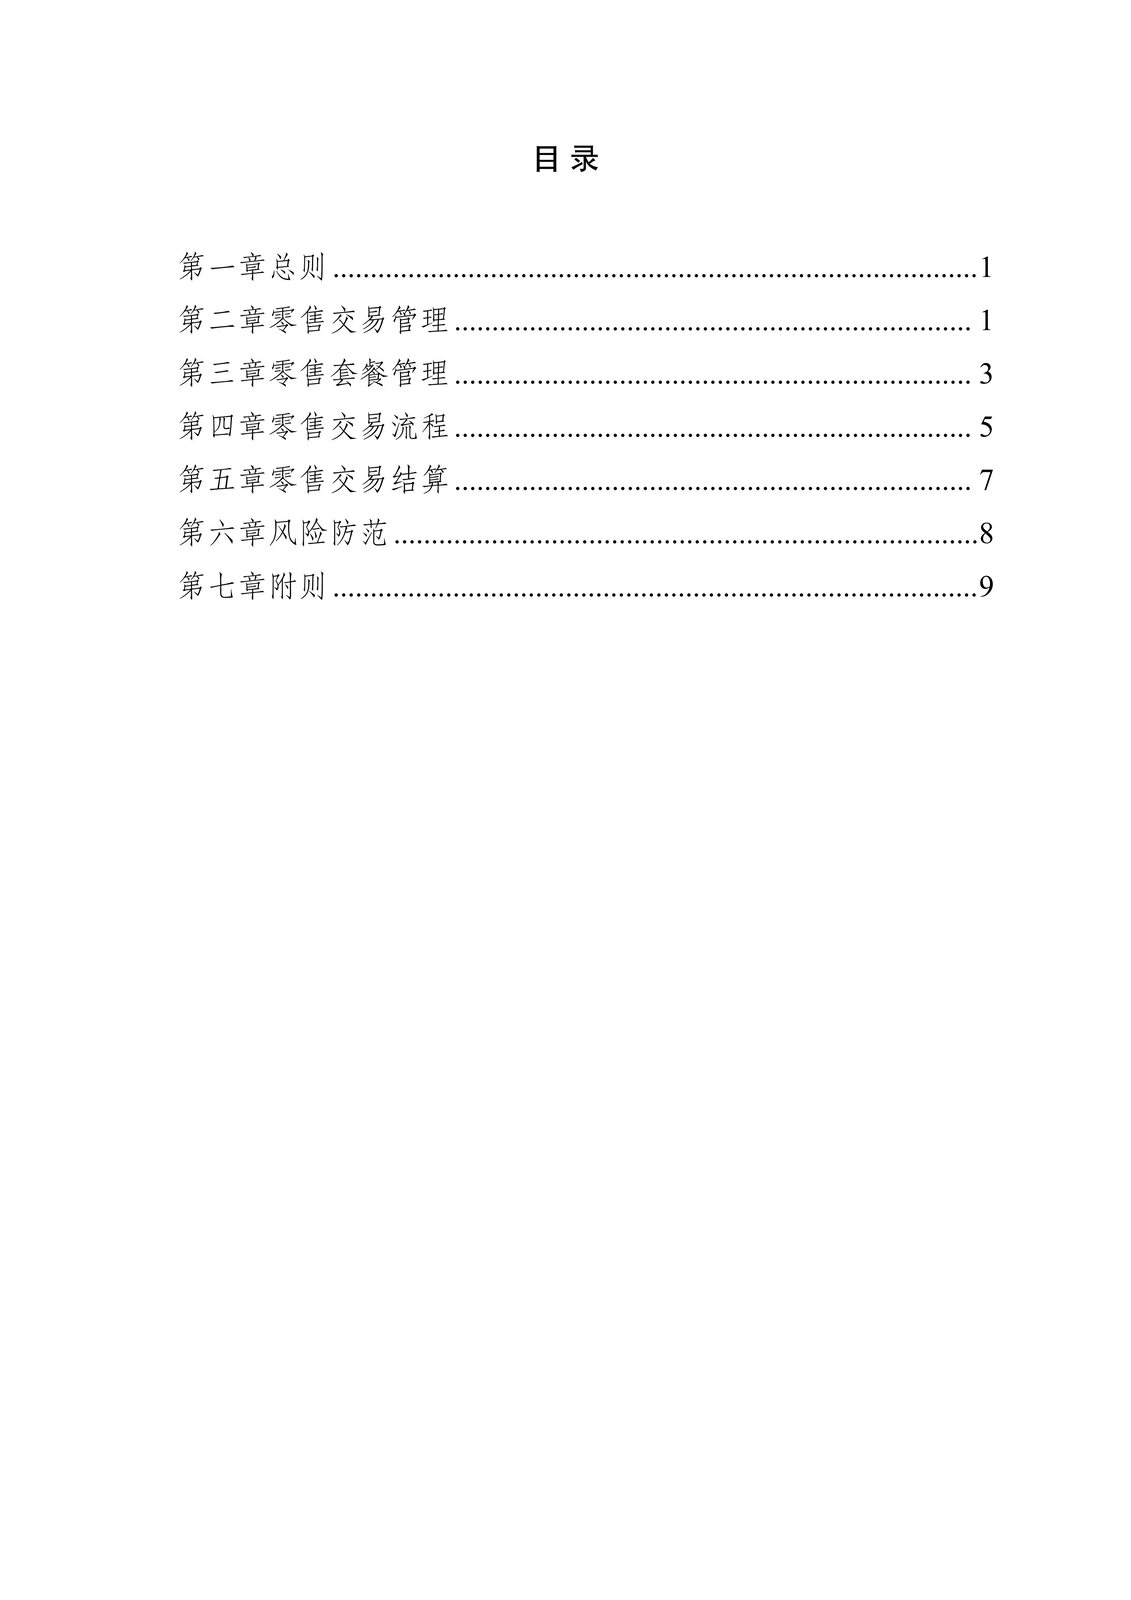 目 录
第一章总则......................................................................................1
第二章零售交易管理..................................................................... 1
第三章零售套餐管理..................................................................... 3
第四章零售交易流程..................................................................... 5
第五章零售交易结算..................................................................... 7
第六章风险防范..............................................................................8
第七章附则......................................................................................9